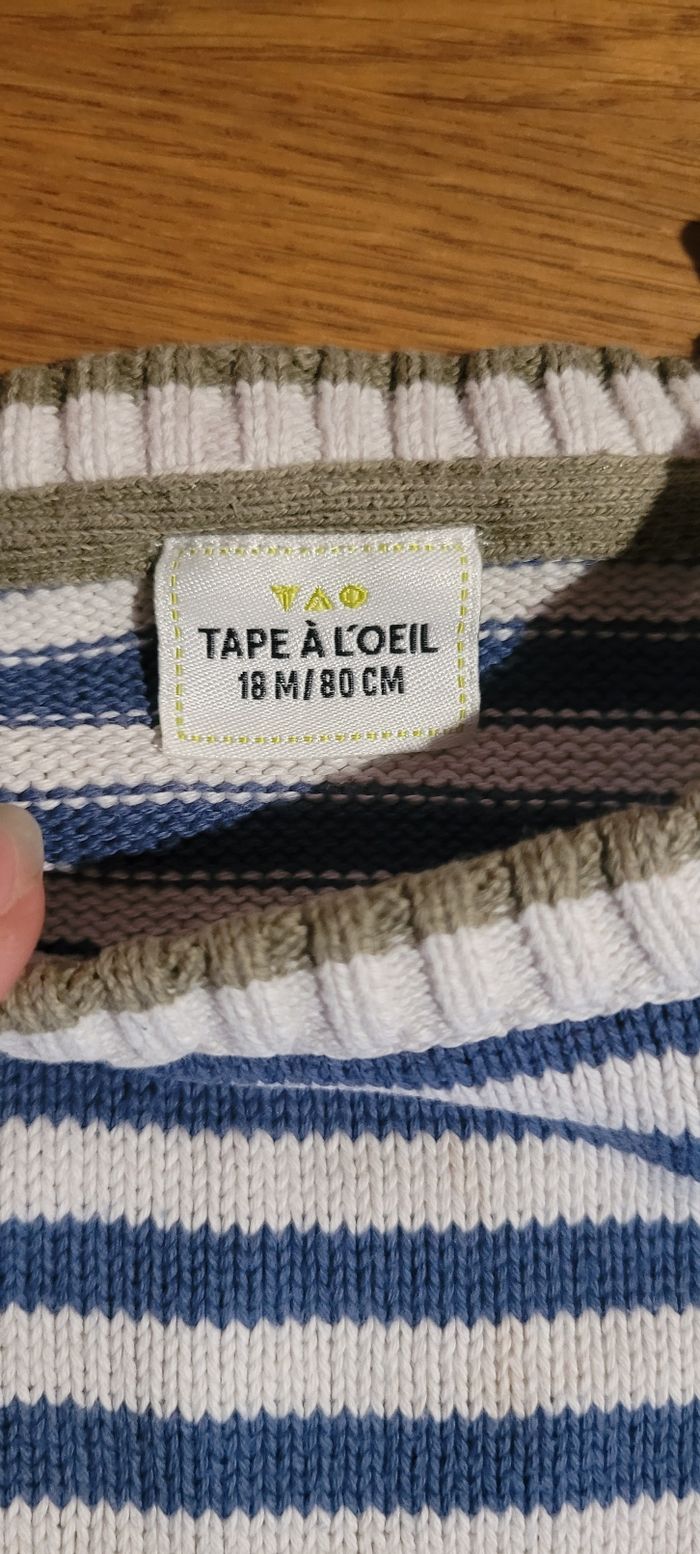 TAO
TAPE À L'OEIL
18 M/80 CM